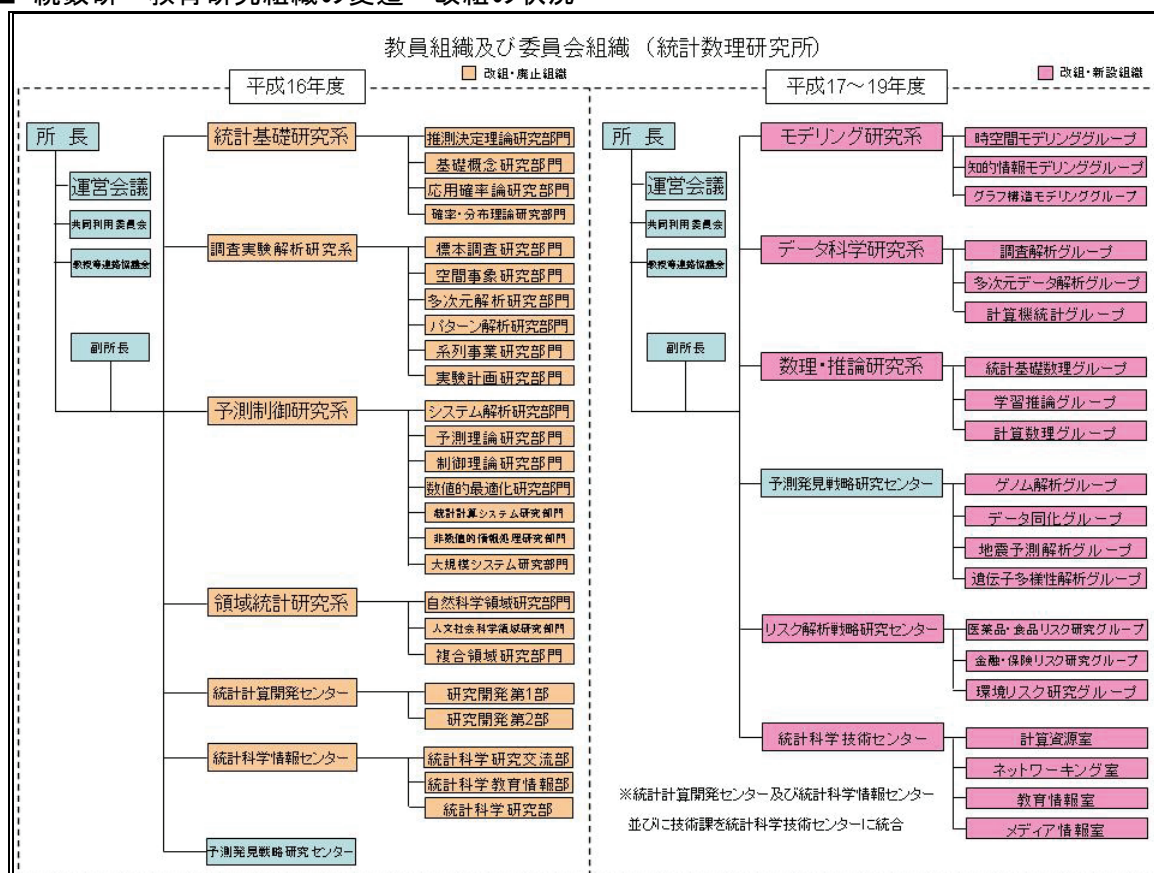 統数研 教育研究組織の変遷 改組の状況
教員組織及び委員会組織 （統計数理研究所）
平成16年度
改組・廃止組織
所 長
運営会議
共同利用委員会
教授等連絡協議会
副所長
統計基礎研究系
推測決定理論研究部門
基礎概念研究部門
応用確率論研究部門
確率・分布理論研究部門
調査実験解析研究系
標本調査研究部門
空間事象研究部門
多次元解析研究部門
パターン解析研究部門
系列事業研究部門
実験計画研究部門
予測制御研究系
システム解析研究部門
予測理論研究部門
制御理論研究部門
数値的最適化研究部門
統計計算システム研究部門
非数値的情報処理研究部門
大規模システム研究部門
領域統計研究系
自然科学領域研究部門
人文社会科学領域研究部門
複合領域研究部門
統計計算開発センター
研究開発第1部
研究開発第2部
統計科学情報センター
統計科学研究交流部
統計科学教育情報部
統計科学研究部
予測発見戦略研究センター
平成17～19年度
改組・新設組織
所 長
運営会議
共同利用委員会
教授等連絡協議会
副所長
モデリング研究系
時空間モデリンググループ
知的情報モデリンググループ
グラフ構造モデリンググループ
データ科学研究系
調査解析グループ
多次元データ解析グループ
計算機統計グループ
数理・推論研究系
統計基礎数理グループ
学習推論グループ
計算数理グループ
予測発見戦略研究センター
ゲノム解析グループ
データ同化グループ
地震予測解析グループ
遺伝子多様性解析グループ
リスク解析戦略研究センター
医薬品・食品リスク研究グループ
金融・保険リスク研究グループ
環境リスク研究グループ
統計科学技術センター
計算資源室
ネットワーキング室
教育情報室
メディア情報室
※統計計算開発センター及び統計科学情報センター
並びに技術課を統計科学技術センターに統合